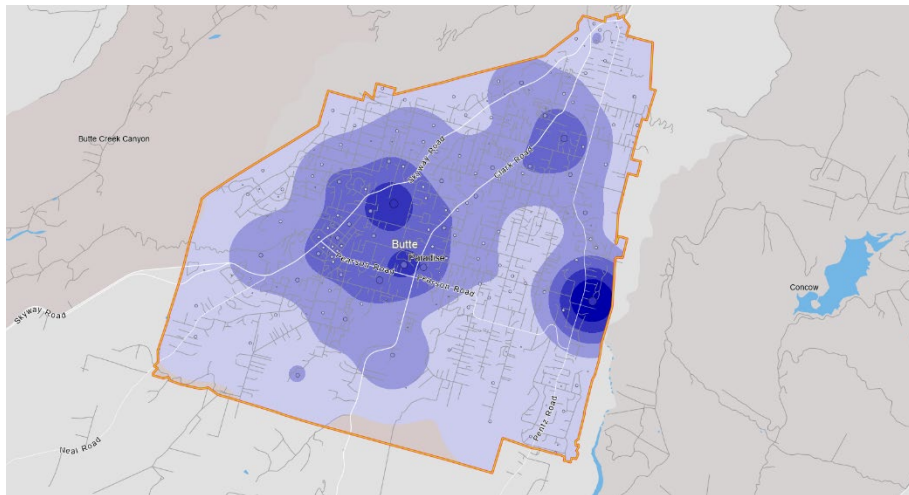 Butte Creek Canyon
Skyway Road
Clark Road
Butte
Paradise
Pearson Road
Pearson Road
Concow
Skyway Road
Pentz Road
Neal Road